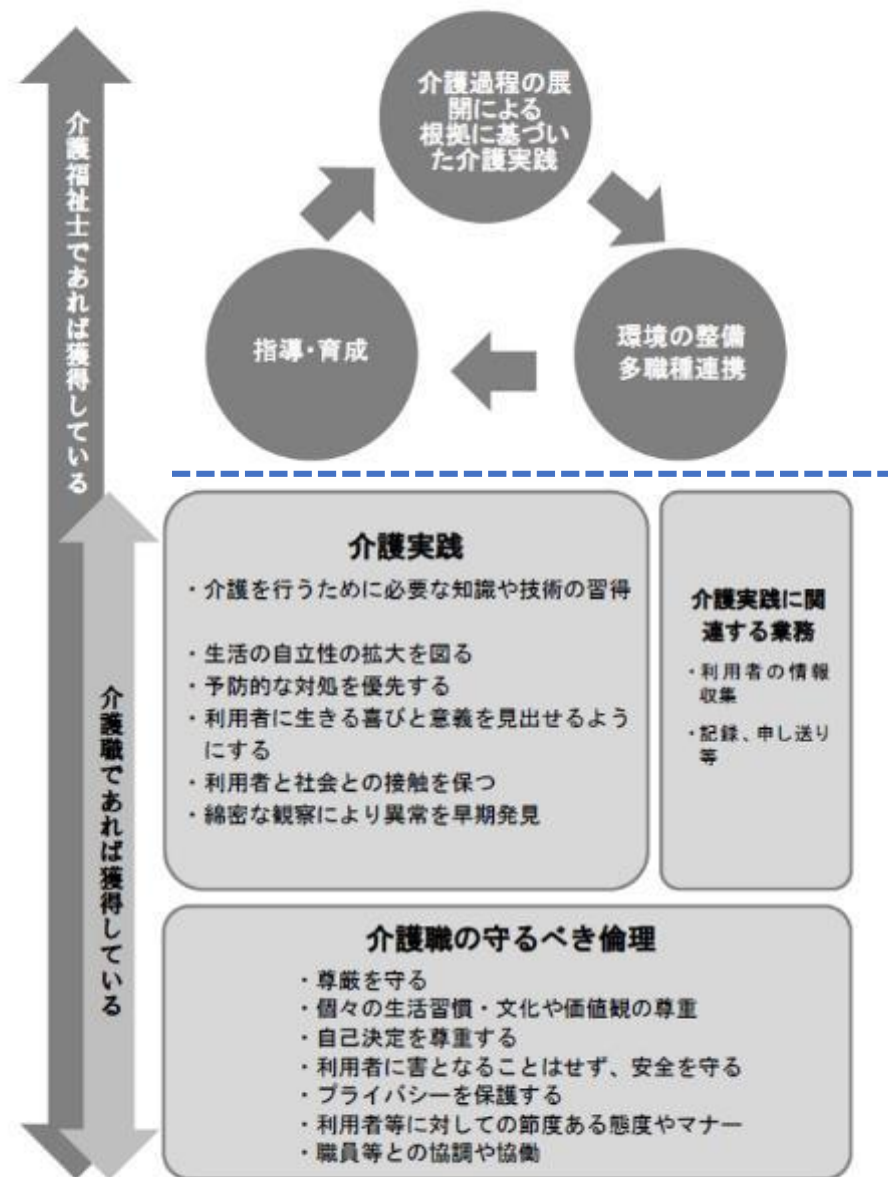 介護福祉士であれば獲得している
介護過程の展
開による
根拠に基づい
た介護実践
指導・育成
環境の整備
多職種連携
介護職であれば獲得している
介護実践
・介護を行うために必要な知識や技術の習得
・生活の自立性の拡大を図る
・予防的な対処を優先する
・利用者に生きる喜びと意義を見出せるよう
にする
・利用者と社会との接触を保つ
・綿密な観察により異常を早期発見
介護実践に関
連する業務
・利用者の情報
収集
・記録、申し送り
等
介護職の守るべき倫理
・尊厳を守る
・個々の生活習慣・文化や価値観の尊重
・自己決定を尊重する
・利用者に害となることはせず、安全を守る
・プライバシーを保護する
・利用者等に対しての節度ある態度やマナー
・職員等との協調や協働